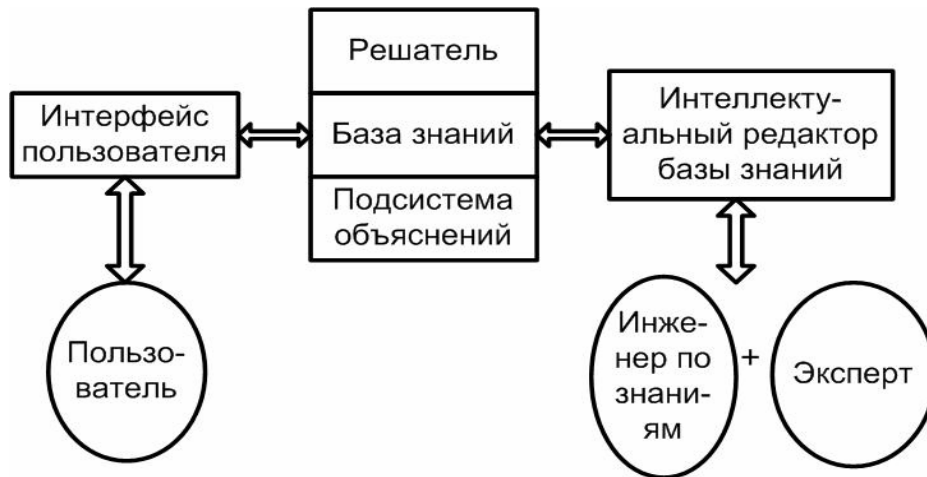 Решатель
Интерфейс
пользователя
База знаний
Подсистема
объяснений
Интеллекту-
альный редактор
базы знаний
Пользо-
ватель
Инже-
нер по
знани-
ям
+
Эксперт